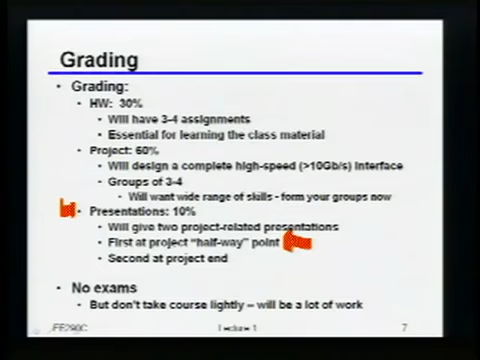 Grading
• Grading:
• HW: 30%
• Will have 3-4 assignments
• Essential for learning the class material
• Project: 60%
• Will design a complete high-speed (>10Gb/s) interface
• Groups of 3-4
• Will want wide range of skills - form your groups now
• Presentations: 10%
• Will give two project-related presentations
• First at project “half-way” point
• Second at project end
• No exams
• But don't take course lightly – will be a lot of work
EE290C Lecture 1 7